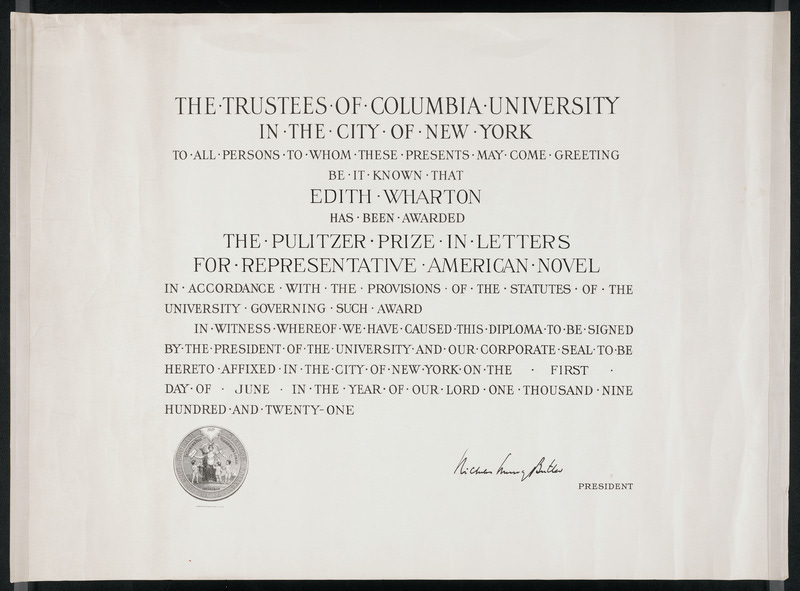 THE·TRUSTEES·OF·COLUMBIA·UNIVERSITY
IN·THE·CITY·OF·NEW·YORK
TO·ALL·PERSONS·TO·WHOM·THESE·PRESENTS·MAY·COME·GREETING
BE·IT·KNOWN·THAT
EDITH·WHARTON
HAS·BEEN·AWARDED
THE·PULITZER·PRIZE·IN·LETTERS
FOR·REPRESENTATIVE·AMERICAN·NOVEL
IN·ACCORDANCE·WITH·THE·PROVISIONS·OF·THE·STATUTES·OF·THE
UNIVERSITY·GOVERNING·SUCH·AWARD
IN·WITNESS·WHEREOF·WE·HAVE·CAUSED·THIS·DIPLOMA·TO·BE·SIGNED
BY·THE·PRESIDENT·OF·THE·UNIVERSITY·AND·OUR·CORPORATE·SEAL·TO·BE
HERETO·AFFIXED·IN·THE·CITY·OF·NEW·YORK·ON·THE · FIRST ·
DAY·OF · JUNE · IN·THE·YEAR·OF·OUR·LORD·ONE·THOUSAND·NINE
HUNDRED·AND·TWENTY-ONE
Nicholas Murray Butler
PRESIDENT